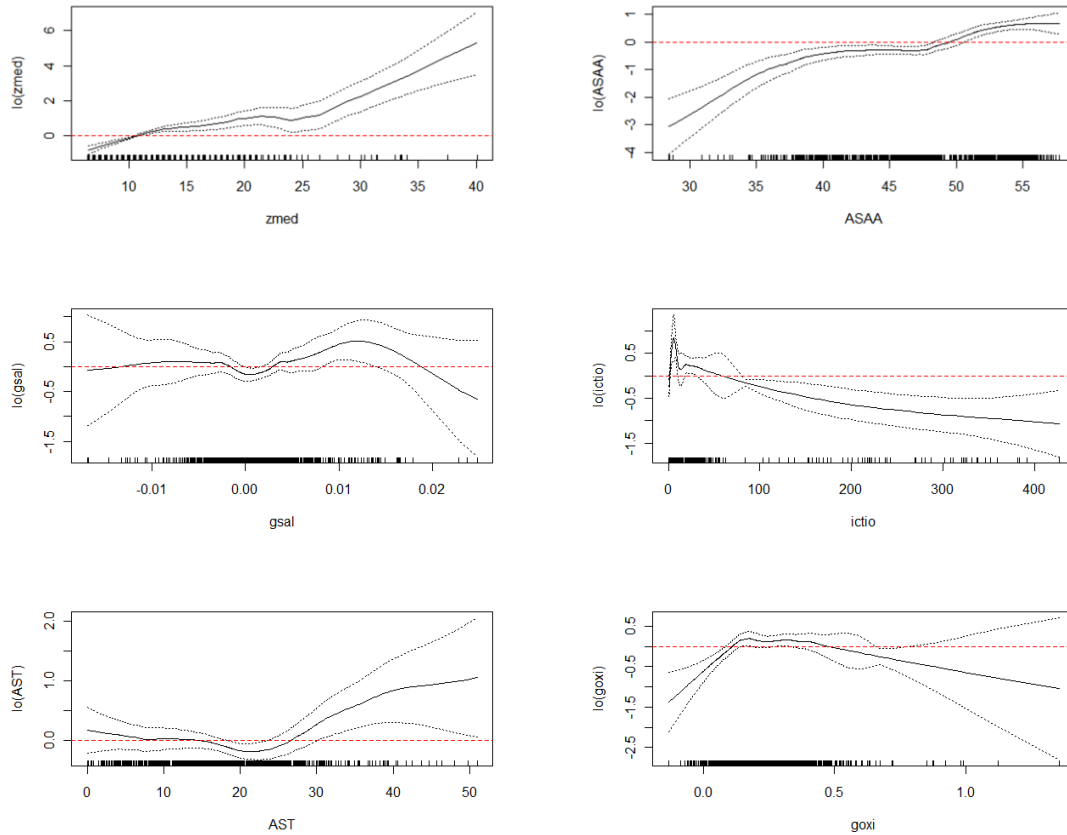 lo(zmed)
0 2 4 6
10 15 20 25 30 35 40
zmed
lo(ASAA)
-4 -3 -2 -1 0 1
30 35 40 45 50 55
ASAA
lo(gsal)
-1.5 -0.5 0.5
-0.01 0.00 0.01 0.02
gsal
lo(ictio)
-1.5 -0.5 0.5
0 100 200 300 400
ictio
lo(AST)
0.0 1.0 2.0
0 10 20 30 40 50
AST
lo(goxi)
-2.5 -1.5 -0.5 0.5
0.0 0.5 1.0
goxi